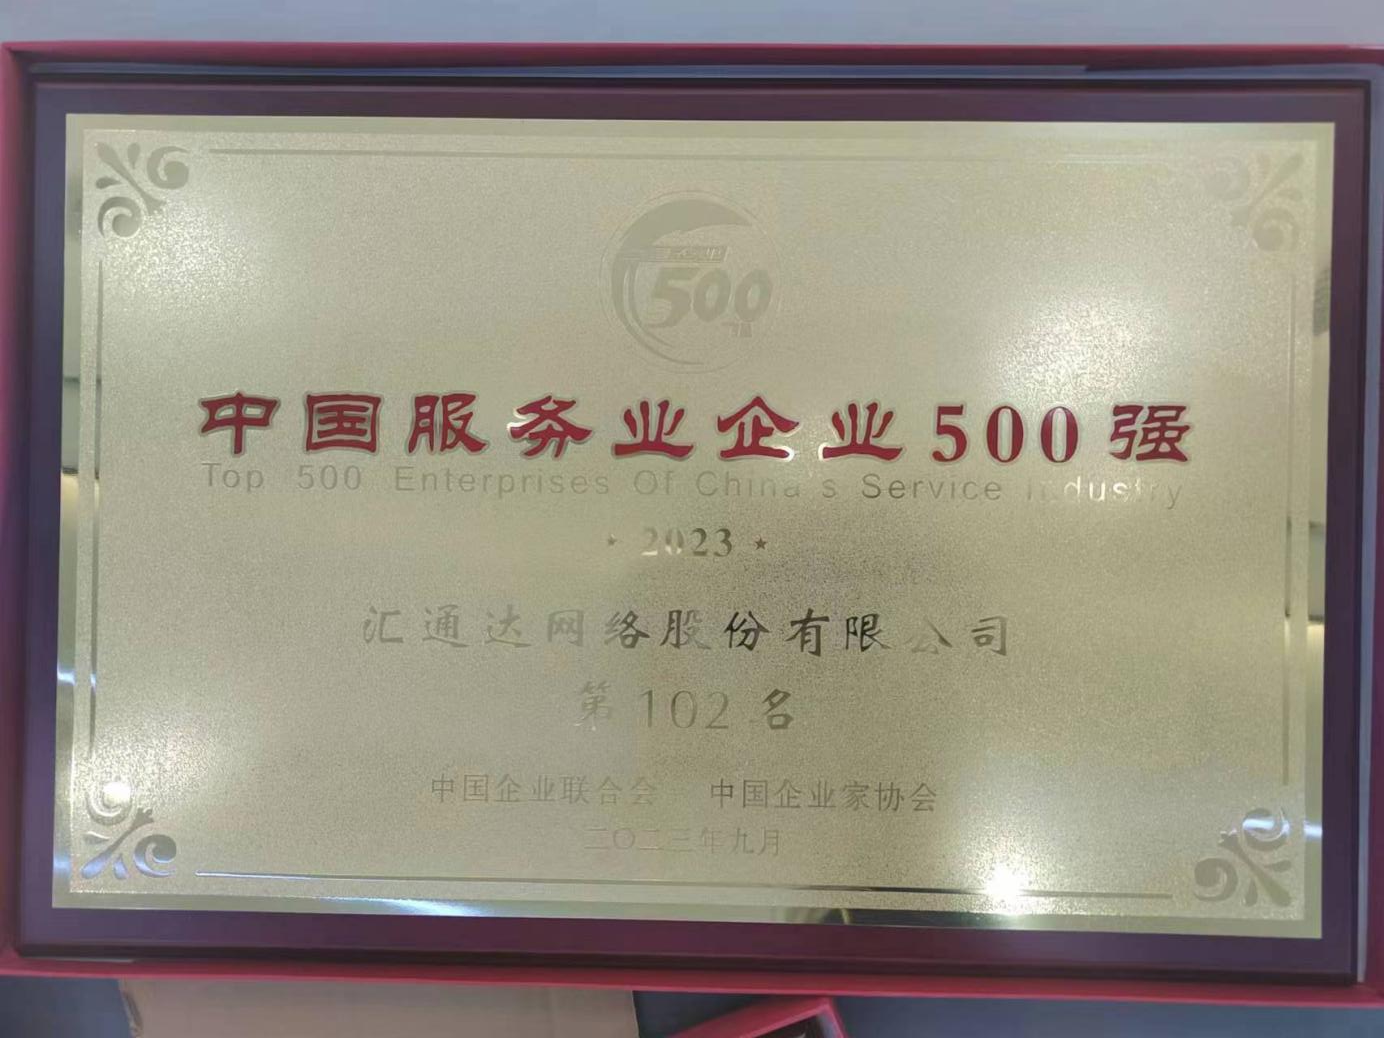 500
中国服务业企业500强
Top 500 Enterprises Of China's Service Industry
2023
汇通达网络股份有限公司
第102名
中国企业联合会 中国企业家协会
二〇二三年九月